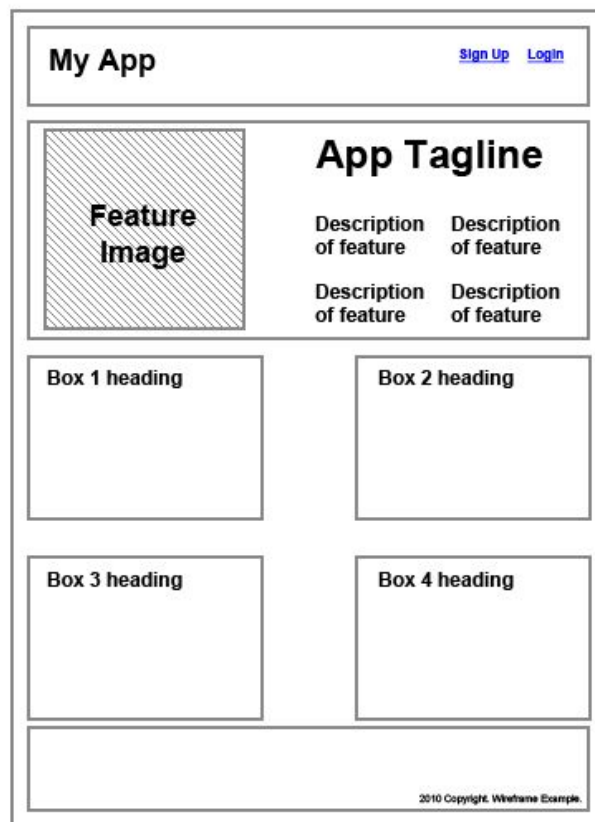 My App
Sign Up Login
Feature
Image
App Tagline
Description
of feature
Description
of feature
Description
of feature
Description
of feature
Box 1 heading
Box 2 heading
Box 3 heading
Box 4 heading
2010 Copyright. Wireframe Example.